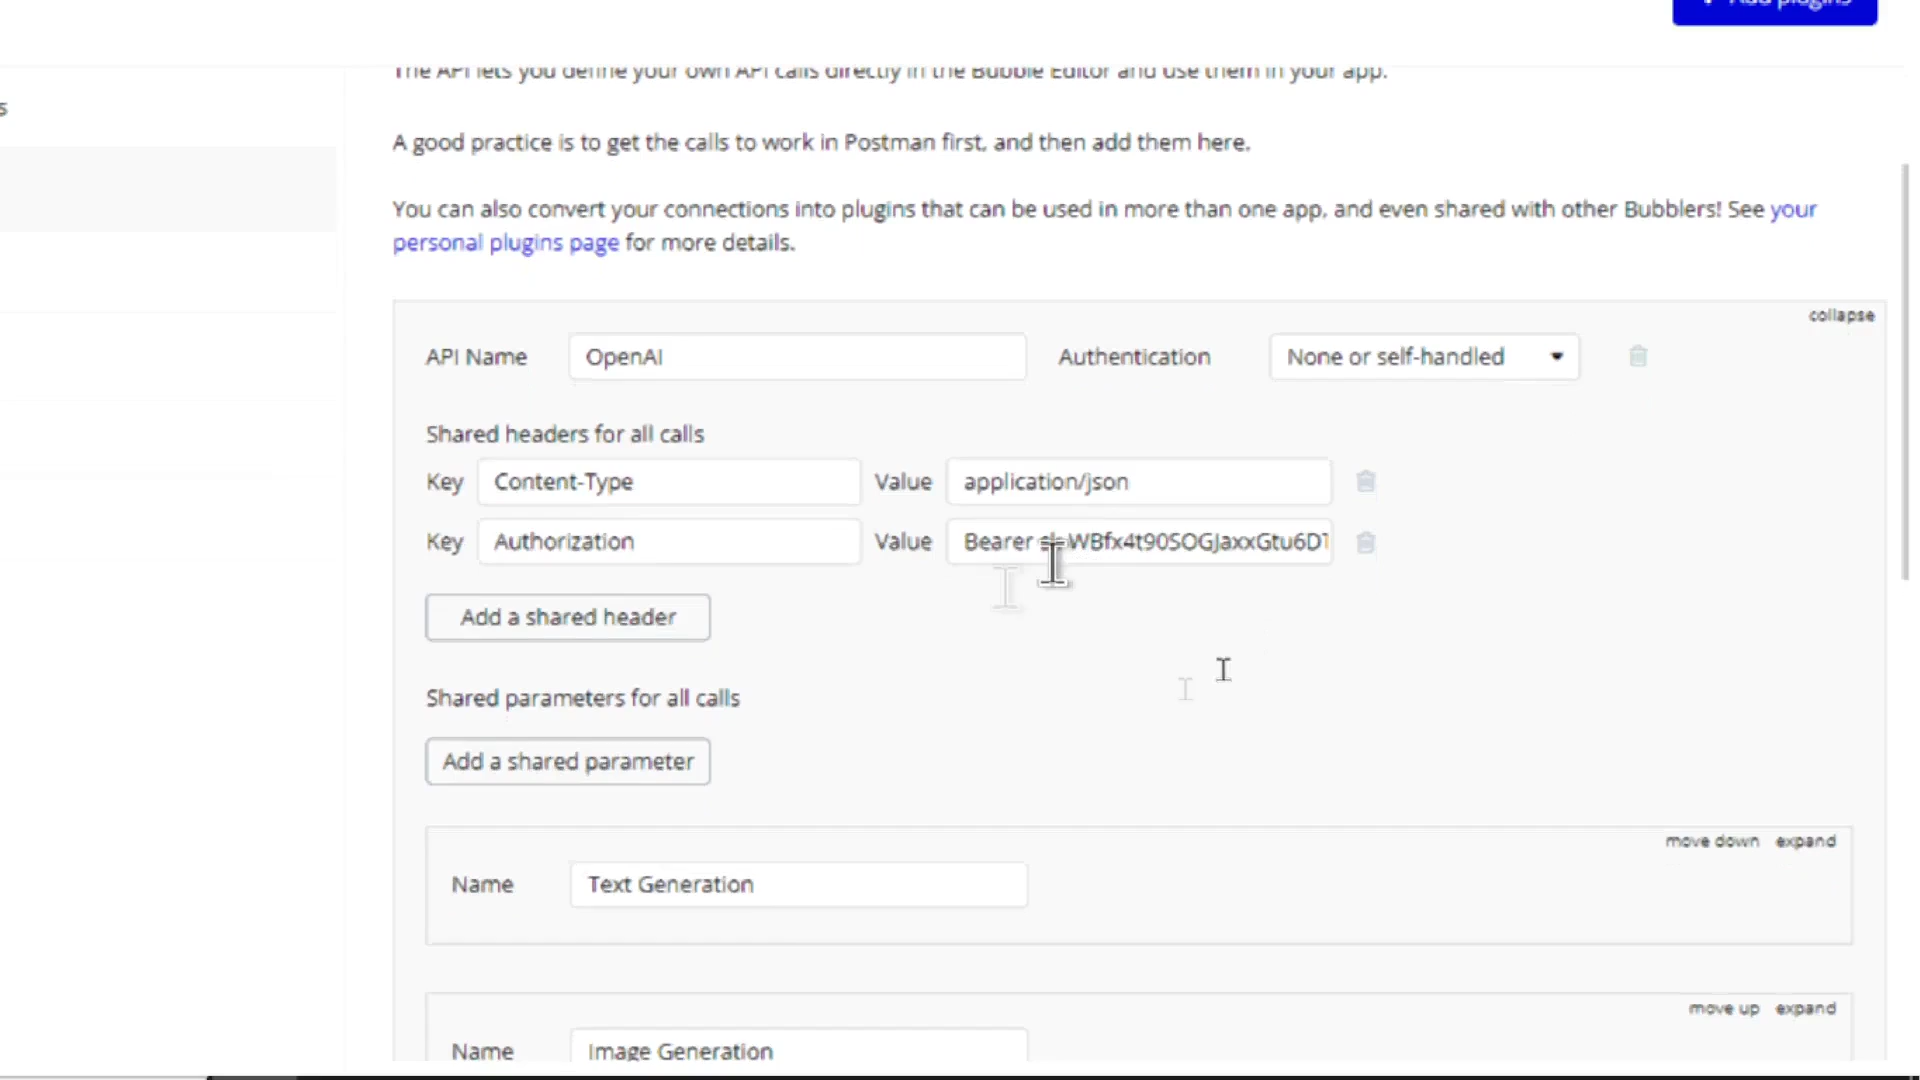 + Add plugins
s
The API lets you define your own API calls directly in the Bubble Editor and use them in your app.
A good practice is to get the calls to work in Postman first, and then add them here.
You can also convert your connections into plugins that can be used in more than one app, and even shared with other Bubblers! See your
personal plugins page for more details.
collapse
API Name OpenAI Authentication None or self-handled
Shared headers for all calls
Key Content-Type Value application/json
Key Authorization Value Bearer
Add a shared header
Shared parameters for all calls
Add a shared parameter
move down expand
Name Text Generation
move up expand
Name Image Generation